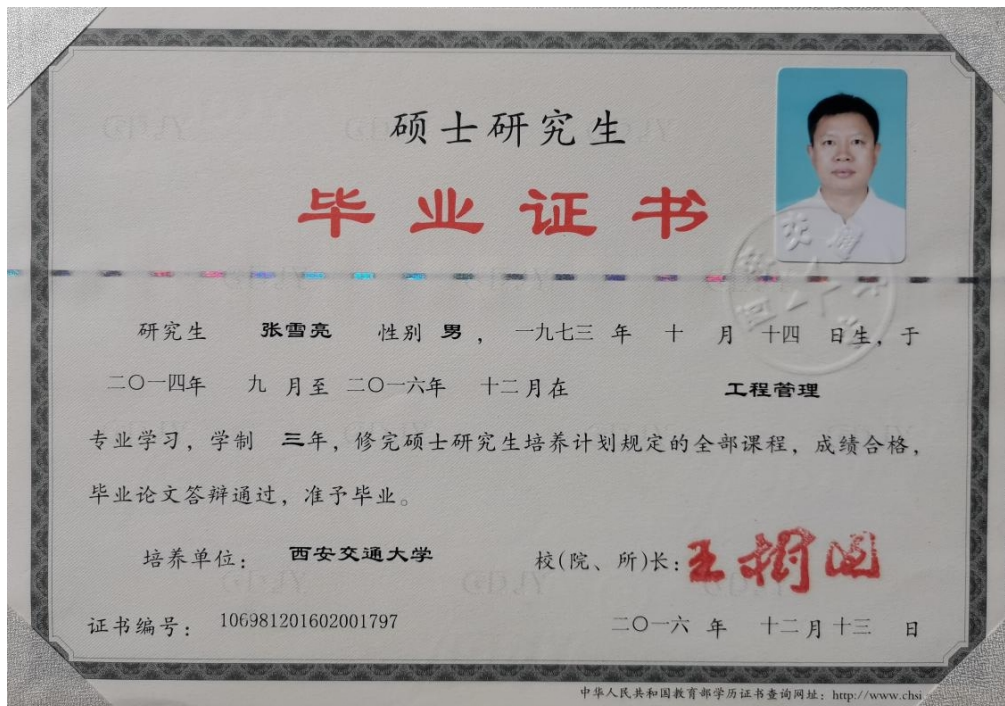 硕士研究生
毕业证书
研究生 张雪亮 性别 男 ，一九七三 年 十 月 十四 日生，于
二〇一四年 九 月至 二〇一六年 十二月在 工程管理
专业学习，学制 三年，修完硕士研究生培养计划规定的全部课程，成绩合格，
毕业论文答辩通过，准予毕业。
培养单位： 西安交通大学 校(院、所)长：王树国
证书编号： 106981201602001797 二〇一六 年 十二月 十三 日
中华人民共和国教育部学历证书查询网址：http://www.chsi